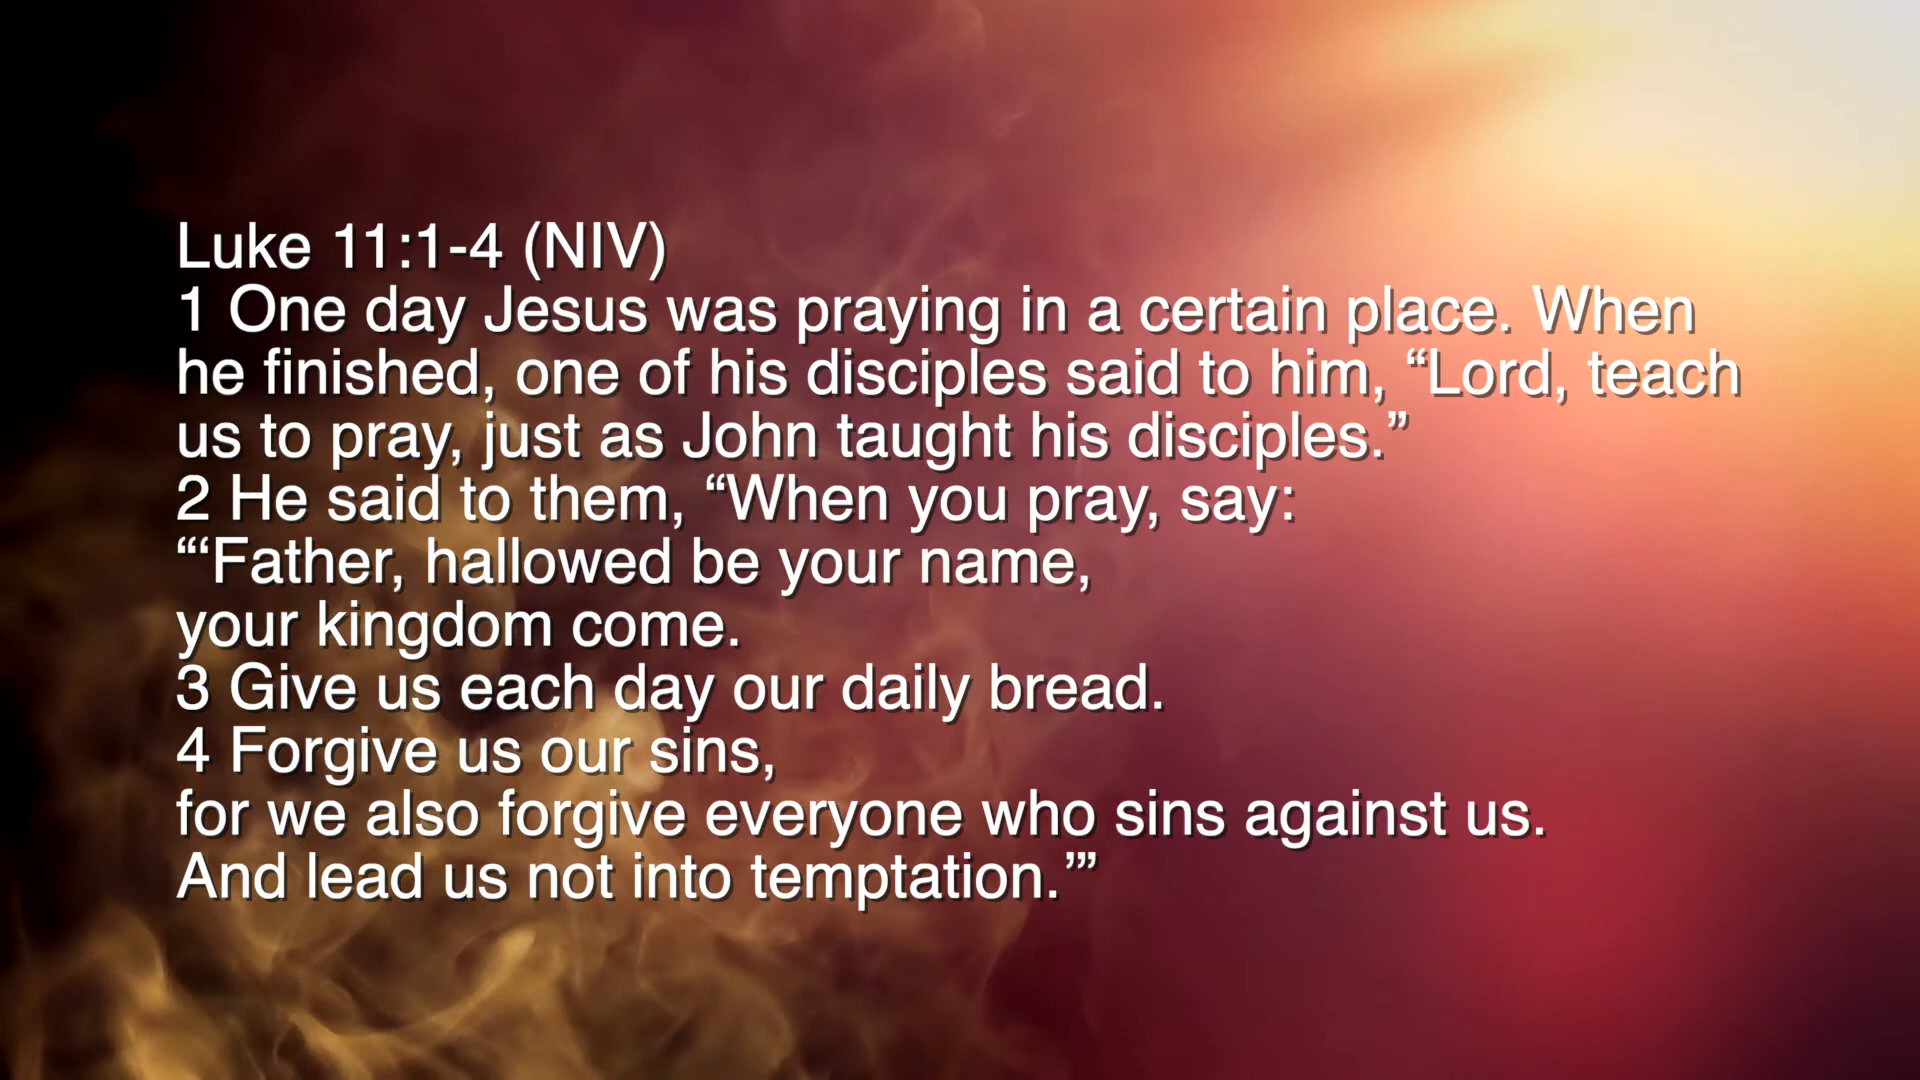 Luke 11:1-4 (NIV)
1 One day Jesus was praying in a certain place. When
he finished, one of his disciples said to him, “Lord, teach
us to pray, just as John taught his disciples.”
2 He said to them, “When you pray, say:
“‘Father, hallowed be your name,
your kingdom come.
3 Give us each day our daily bread.
4 Forgive us our sins,
for we also forgive everyone who sins against us.
And lead us not into temptation.’”